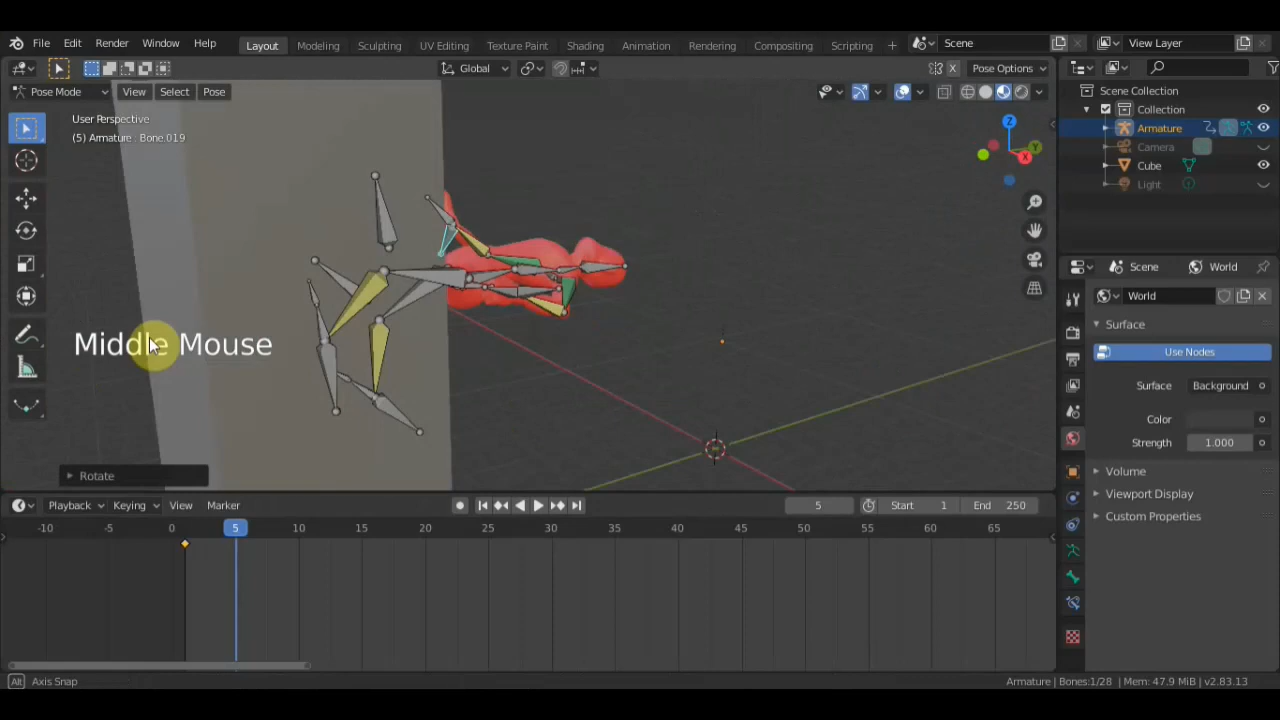 File Edit Render Window Help Layout Modeling Sculpting UV Editing Texture Paint Shading Animation Rendering Compositing Scripting + Scene View Layer
Global Pose Options
Pose Mode View Select Pose
User Perspective
(5) Armature : Bone.019
Z
Y
X
Scene Collection
Collection
Armature
Camera
Cube
Light
Scene World
World
Surface
Use Nodes
Surface Background
Color
Strength 1.000
Volume
Viewport Display
Custom Properties
Middle Mouse
Rotate
Playback Keying View Marker 5 Start 1 End 250
-10 0 5 10 15 20 25 30 35 40 45 50 55 60 65
Alt Axis Snap Armature | Bones:1/28 | Mem: 47.9 MiB | v2.83.13